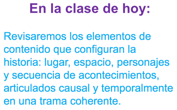 En la clase de hoy:
Revisaremos los elementos de
contenido que configuran la
historia: lugar, espacio, personajes
y secuencia de acontecimientos,
articulados causal y temporalmente
en una trama coherente.